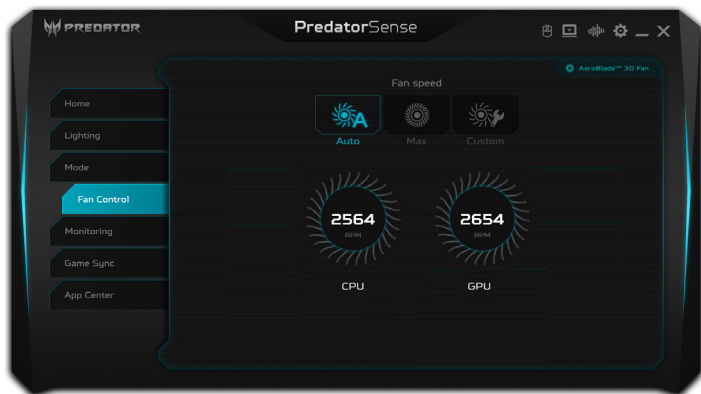 PREDATOR
PredatorSense
AeroBlade™ 3D Fan
Home
Lighting
Mode
Fan Control
Monitoring
Game Sync
App Center
Fan speed
Auto
Max
Custom
2564
RPM
CPU
2654
RPM
GPU